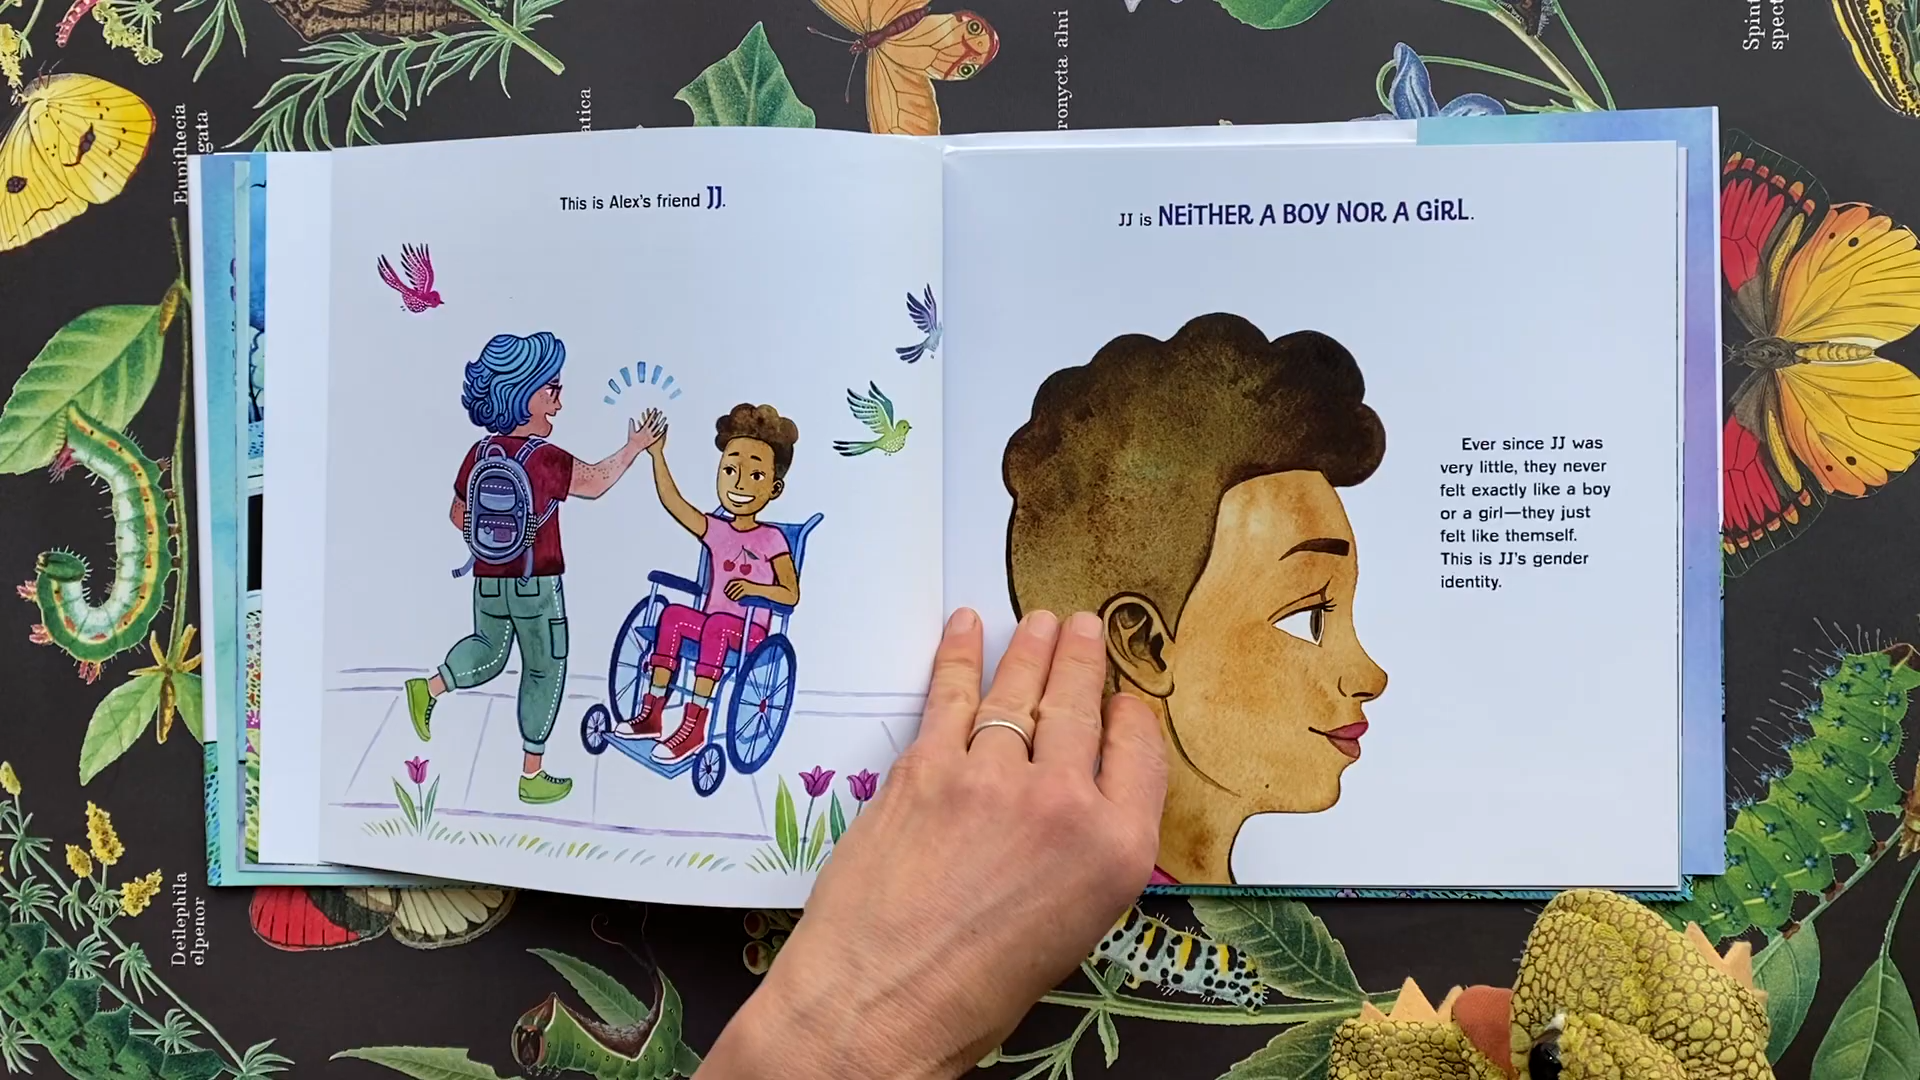 This is Alex's friend JJ.
JJ is NEiTHER A BOY NOR A GiRL.
Ever since JJ was
very little, they never
felt exactly like a boy
or a girl—they just
felt like themself.
This is JJ's gender
identity.
Eupithecia
gata
atica
ronycta alni
Spint
spect
Deilephila
elpenor